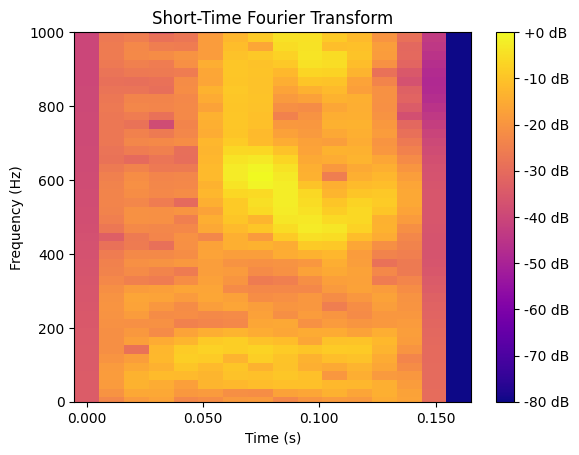 Short-Time Fourier Transform
1000
800
600
400
200
0
Frequency (Hz)
0.000
0.050
0.100
0.150
Time (s)
+0 dB
-10 dB
-20 dB
-30 dB
-40 dB
-50 dB
-60 dB
-70 dB
-80 dB